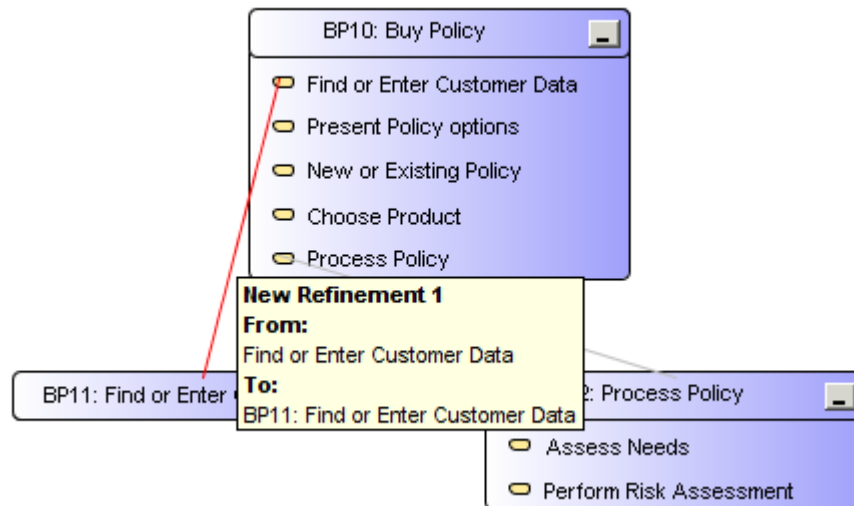 BP10: Buy Policy
Find or Enter Customer Data
Present Policy options
New or Existing Policy
Choose Product
Process Policy
New Refinement 1
From:
Find or Enter Customer Data
To:
BP11: Find or Enter Customer Data
BP11: Find or Enter
2: Process Policy
Assess Needs
Perform Risk Assessment